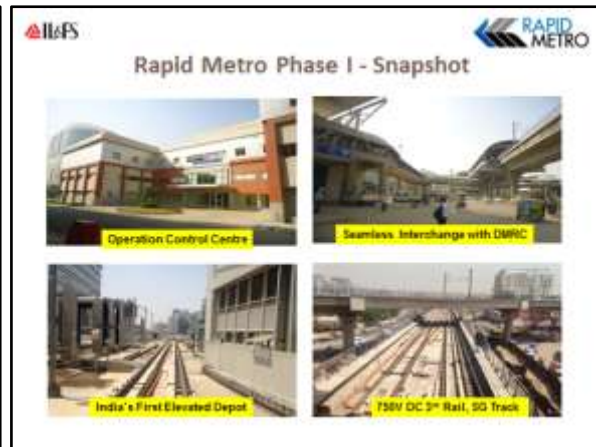 IL&FS
RAPID
METRO
Rapid Metro Phase I - Snapshot
Operation Control Centre
Seamless Interchange with DMRC
India's First Elevated Depot
750V DC 3rd Rail, SG Track